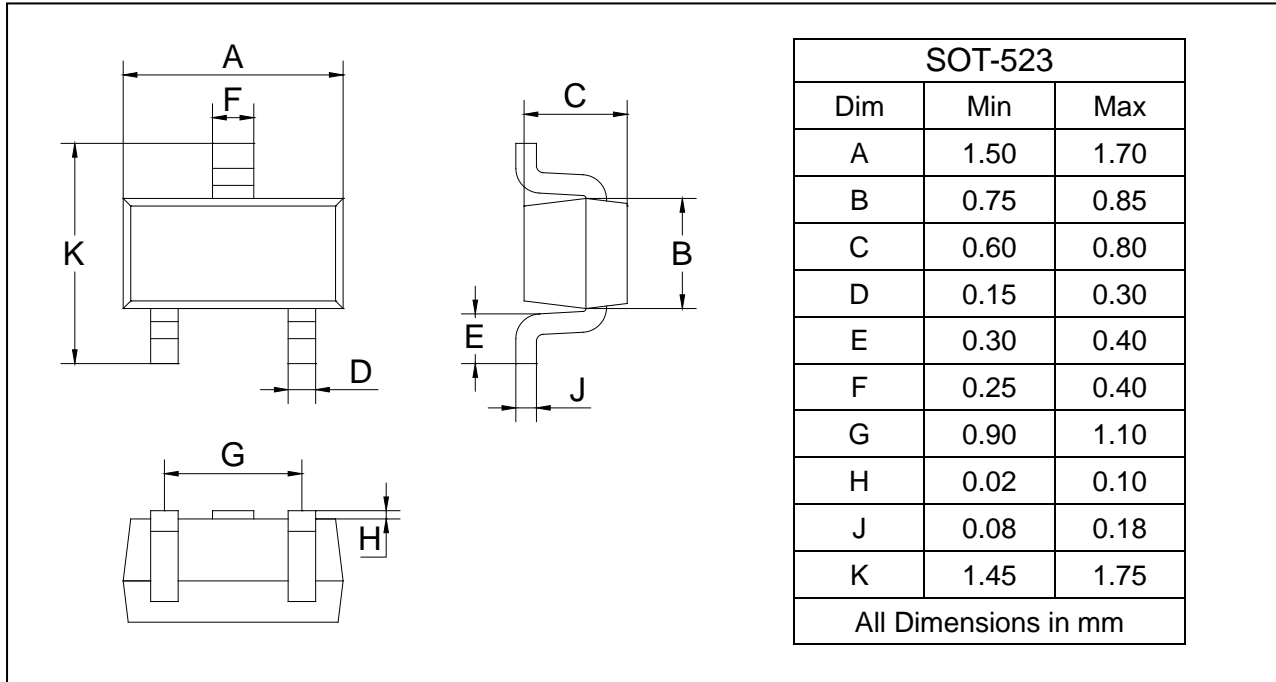 A
F
K
D
C
B
E
J
G
H
SOT-523
Dim Min Max
A 1.50 1.70
B 0.75 0.85
C 0.60 0.80
D 0.15 0.30
E 0.30 0.40
F 0.25 0.40
G 0.90 1.10
H 0.02 0.10
J 0.08 0.18
K 1.45 1.75
All Dimensions in mm